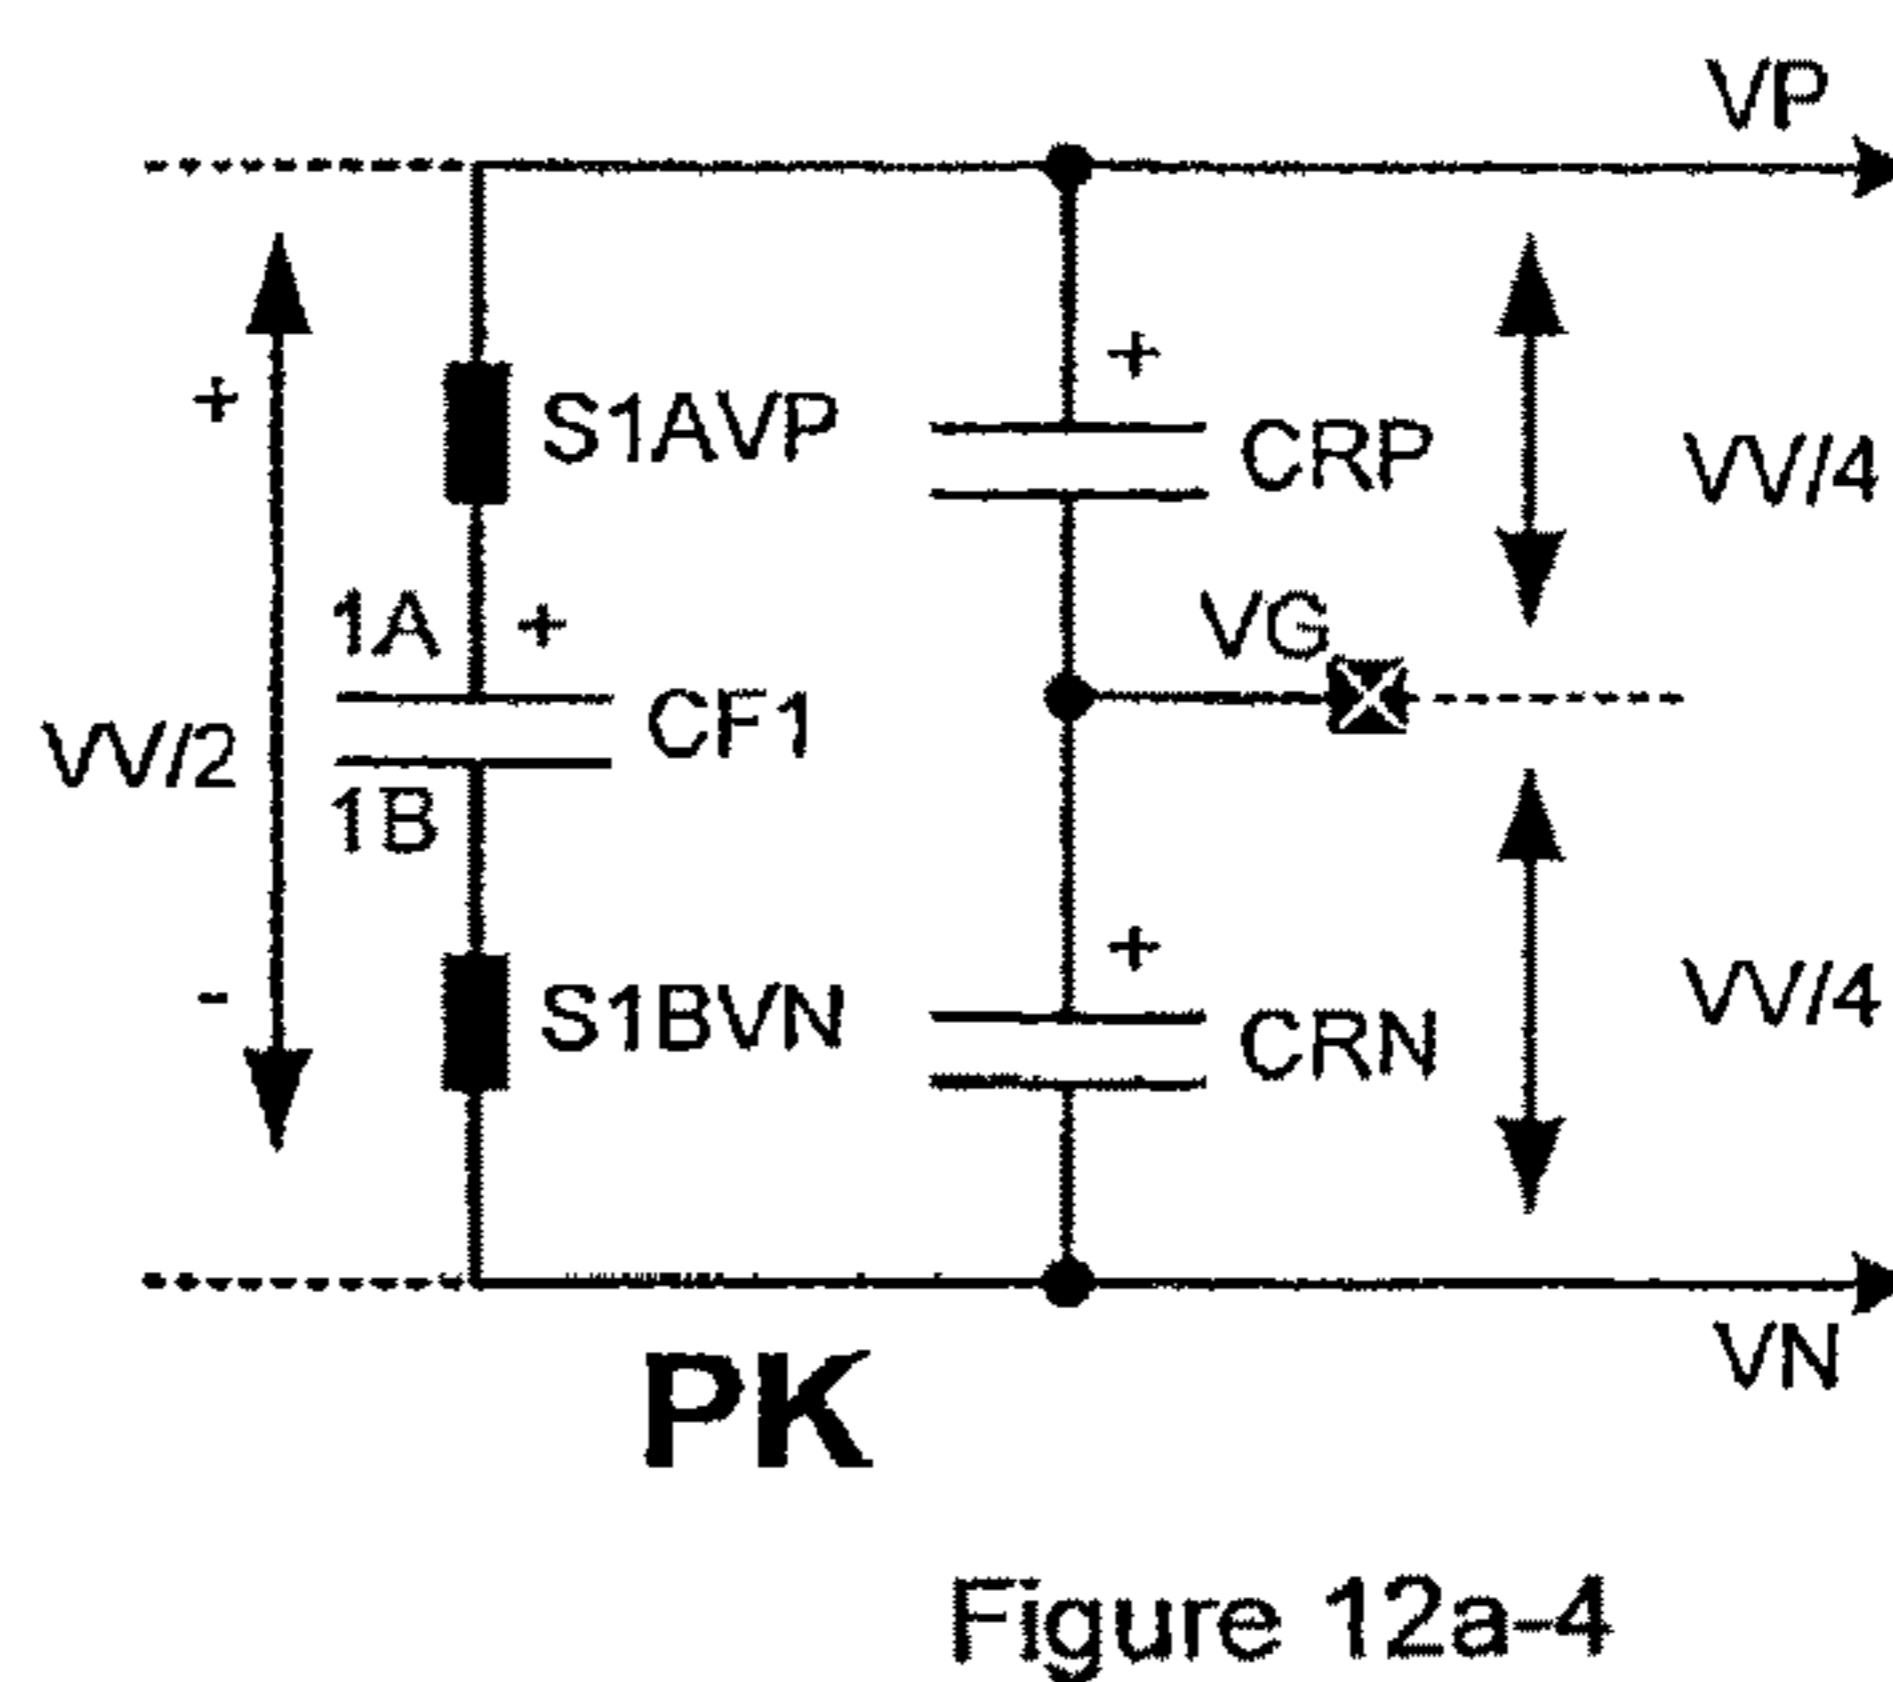 VP
+
S1AVP
+
CRP
VV/4
1A
+
VG
CF1
VV/2
1B
+
-
S1BVN
CRN
VV/4
VN
PK
Figure 12a-4